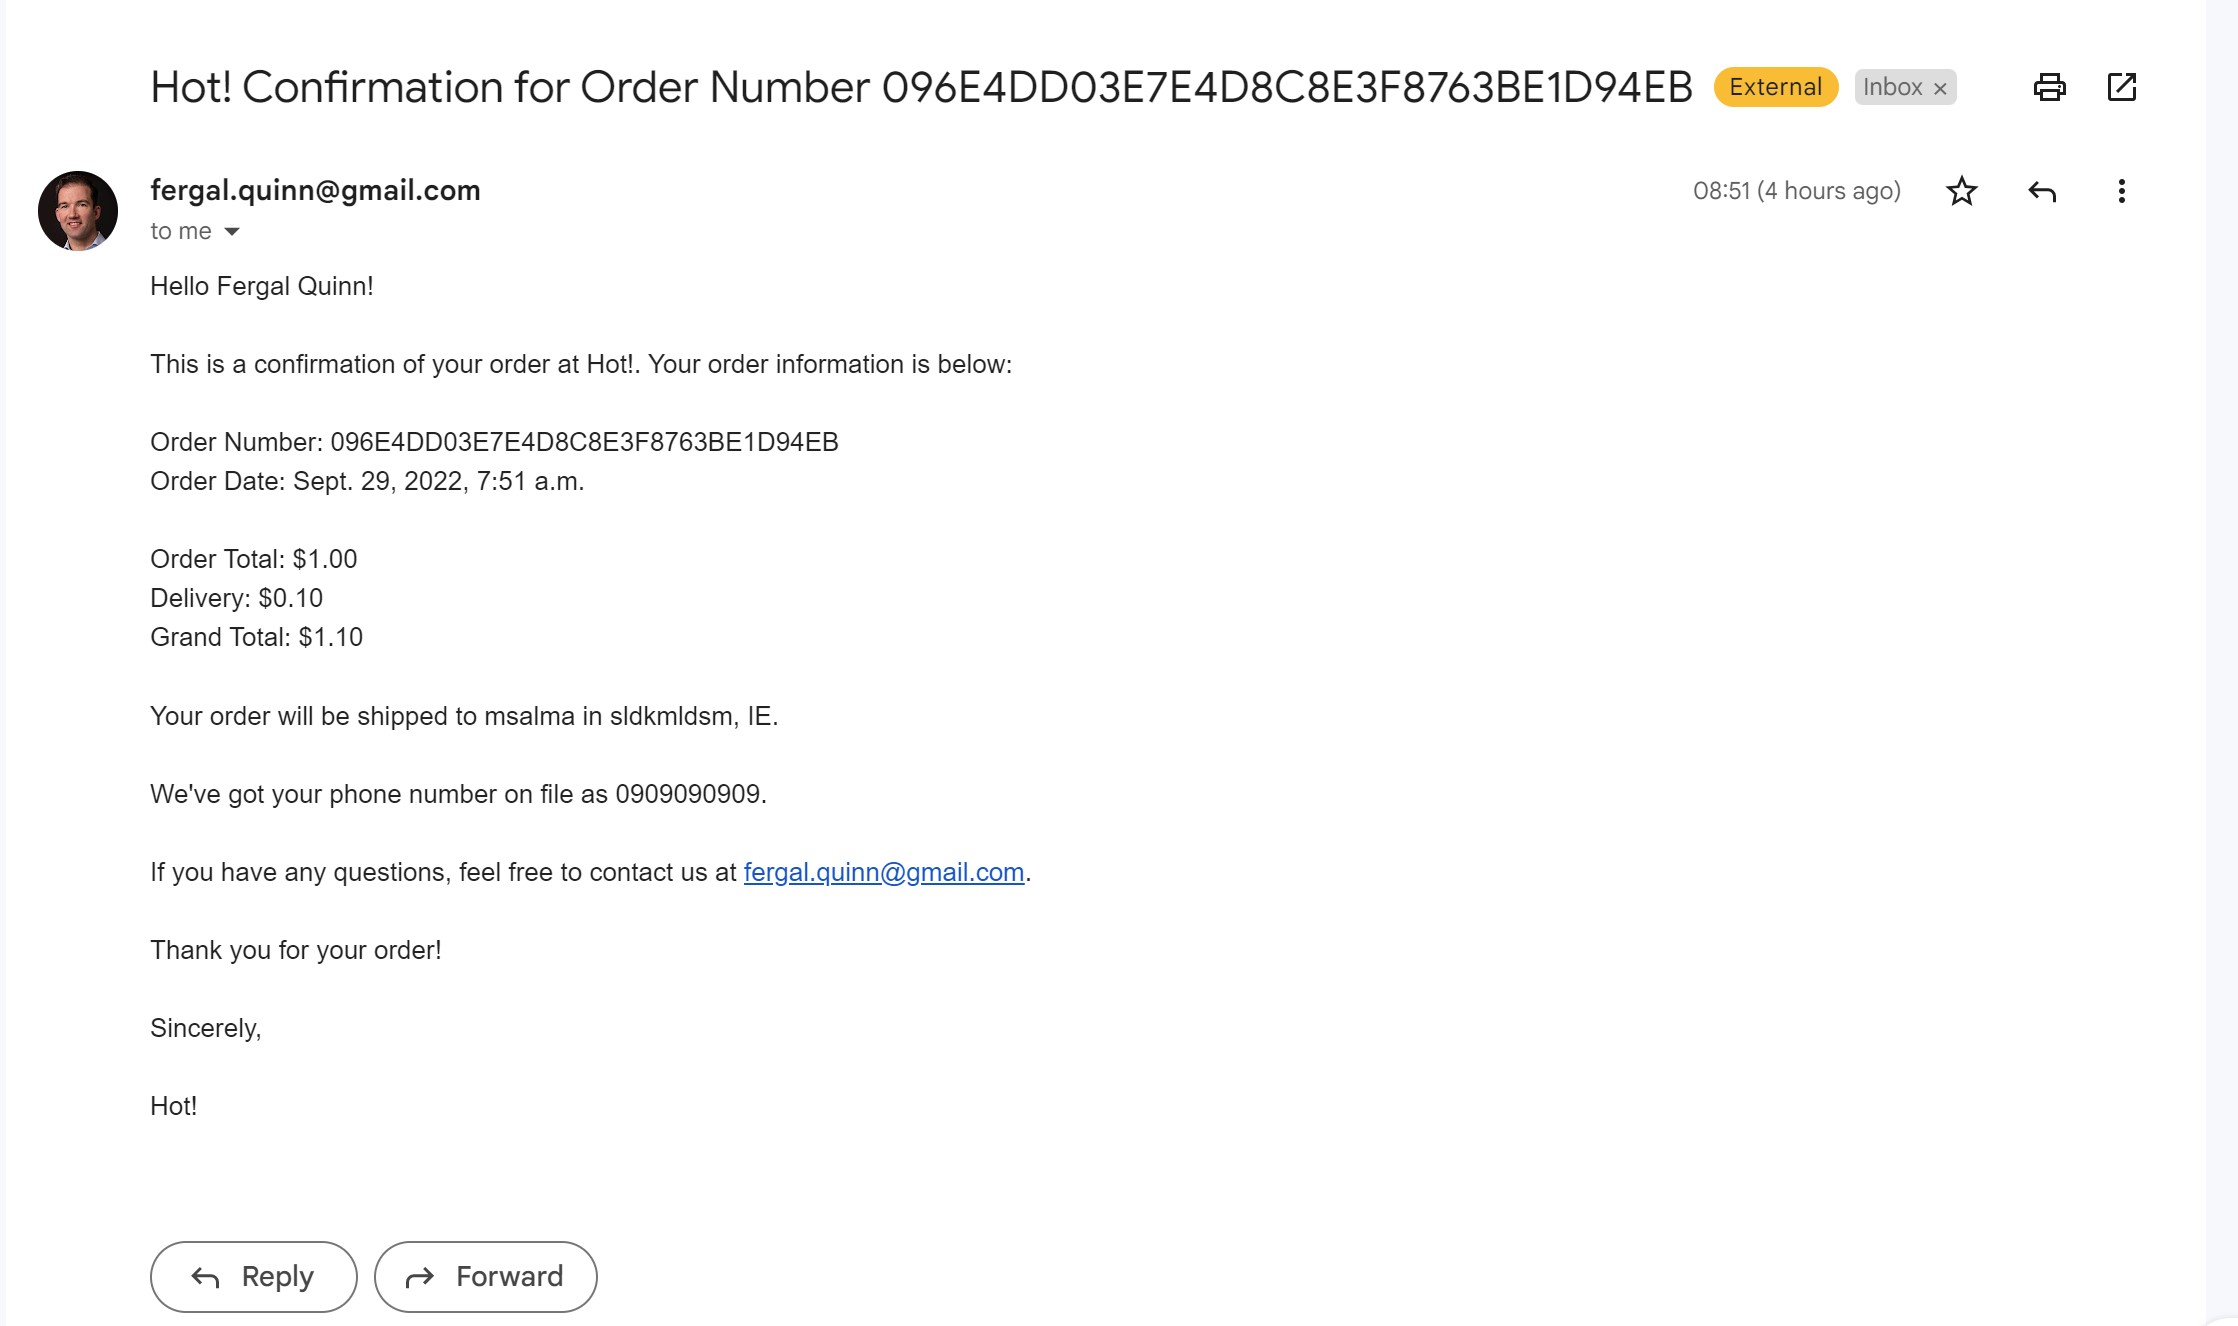 Hot! Confirmation for Order Number 096E4DD03E7E4D8C8E3F8763BE1D94EB External Inbox ×
fergal.quinn@gmail.com 08:51 (4 hours ago)
to me
Hello Fergal Quinn!
This is a confirmation of your order at Hot!. Your order information is below:
Order Number: 096E4DD03E7E4D8C8E3F8763BE1D94EB
Order Date: Sept. 29, 2022, 7:51 a.m.
Order Total: $1.00
Delivery: $0.10
Grand Total: $1.10
Your order will be shipped to msalma in sldkmldsm, IE.
We've got your phone number on file as 0909090909.
If you have any questions, feel free to contact us at fergal.quinn@gmail.com.
Thank you for your order!
Sincerely,
Hot!
Reply Forward